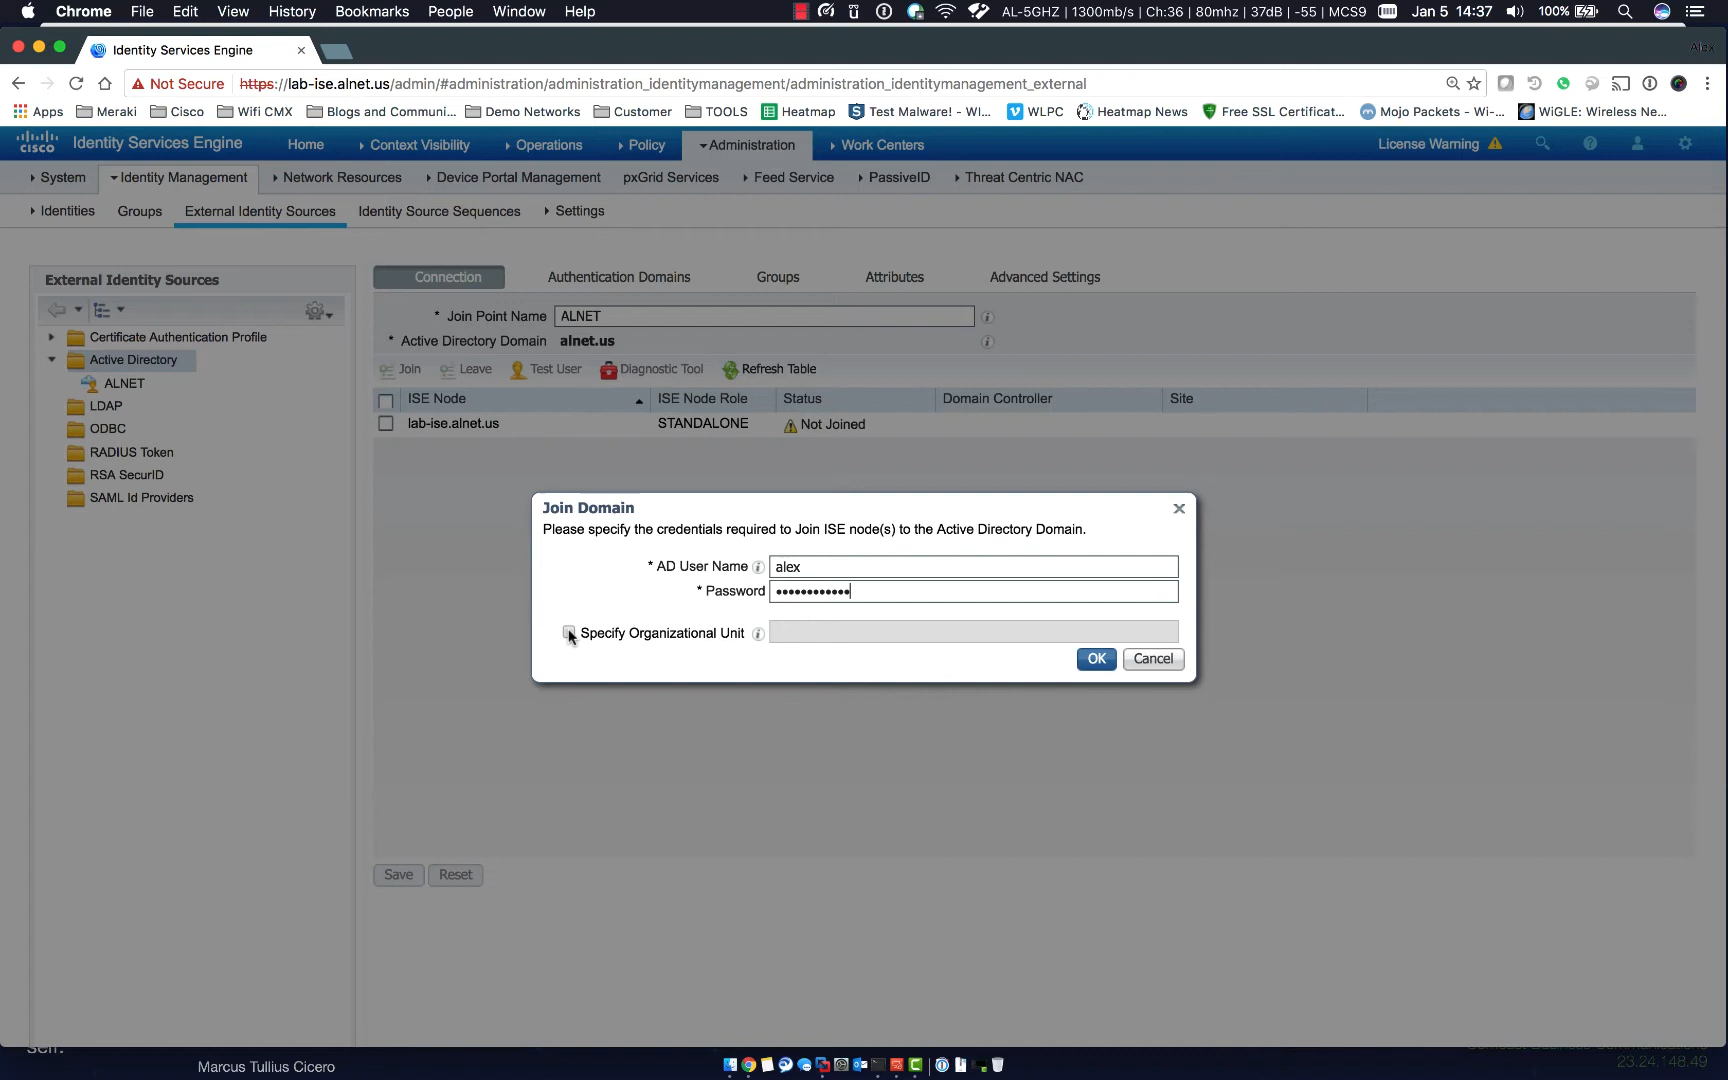 Chrome File Edit View History Bookmarks People Window Help AL-5GHZ | 1300mb/s | Ch:36 | 80mhz | 37dB | -55 | MCS9 Jan 5 14:37 100%
Identity Services Engine Alex
Not Secure https://lab-ise.alnet.us/admin/#administration/administration_identitymanagement/administration_identitymanagement_external
Apps Meraki Cisco Wifi CMX Blogs and Communi... Demo Networks Customer TOOLS Heatmap Test Malware! - WI... WLPC Heatmap News Free SSL Certificat... Mojo Packets - Wi-... WiGLE: Wireless Ne...
CISCO Identity Services Engine Home Context Visibility Operations Policy Administration Work Centers License Warning
System Identity Management Network Resources Device Portal Management pxGrid Services Feed Service PassiveID Threat Centric NAC
Identities Groups External Identity Sources Identity Source Sequences Settings
External Identity Sources
Certificate Authentication Profile
Active Directory
ALNET
LDAP
ODBC
RADIUS Token
RSA SecurID
SAML Id Providers
Connection Authentication Domains Groups Attributes Advanced Settings
* Join Point Name ALNET
* Active Directory Domain alnet.us
Join Leave Test User Diagnostic Tool Refresh Table
ISE Node ISE Node Role Status Domain Controller Site
lab-ise.alnet.us STANDALONE Not Joined
Join Domain
Please specify the credentials required to Join ISE node(s) to the Active Directory Domain.
* AD User Name alex
* Password ••••••••••••
Specify Organizational Unit
OK Cancel
Save Reset
Marcus Tullius Cicero
23.24.148.49